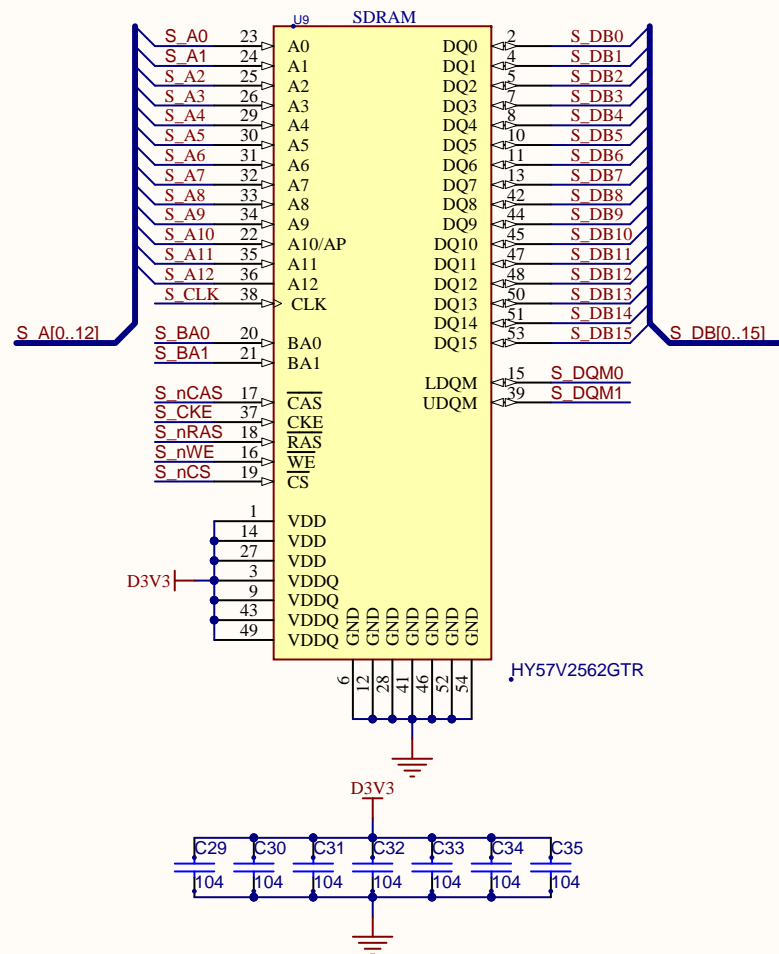 U9 SDRAM
S_A0 23 A0 DQ0 2 S_DB0
S_A1 24 A1 DQ1 4 S_DB1
S_A2 25 A2 DQ2 5 S_DB2
S_A3 26 A3 DQ3 7 S_DB3
S_A4 29 A4 DQ4 8 S_DB4
S_A5 30 A5 DQ5 10 S_DB5
S_A6 31 A6 DQ6 11 S_DB6
S_A7 32 A7 DQ7 13 S_DB7
S_A8 33 A8 DQ8 42 S_DB8
S_A9 34 A9 DQ9 44 S_DB9
S_A10 22 A10/AP DQ10 45 S_DB10
S_A11 35 A11 DQ11 47 S_DB11
S_A12 36 A12 DQ12 48 S_DB12
S_CLK 38 CLK DQ13 50 S_DB13
DQ14 51 S_DB14
S_A[0..12] S_BA0 20 BA0 DQ15 53 S_DB15 S_DB[0..15]
S_BA1 21 BA1
LDQM 15 S_DQM0
S_nCAS 17 CAS UDQM 39 S_DQM1
S_CKE 37 CKE
S_nRAS 18 RAS
S_nWE 16 WE
S_nCS 19 CS
1 VDD
14 VDD
27 VDD
D3V3 3 VDDQ
9 VDDQ
43 VDDQ
49 VDDQ
GND GND GND GND GND GND GND
6 12 28 41 46 52 54
HY57V2562GTR
D3V3
C29 C30 C31 C32 C33 C34 C35
104 104 104 104 104 104 104